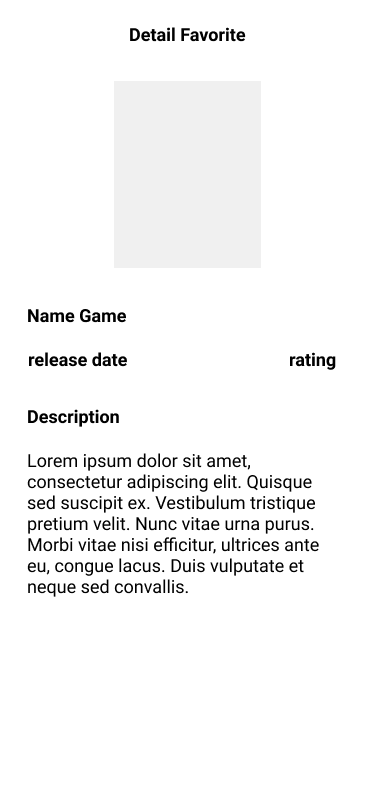 Detail Favorite
Name Game
release date rating
Description
Lorem ipsum dolor sit amet,
consectetur adipiscing elit. Quisque
sed suscipit ex. Vestibulum tristique
pretium velit. Nunc vitae urna purus.
Morbi vitae nisi efficitur, ultrices ante
eu, congue lacus. Duis vulputate et
neque sed convallis.